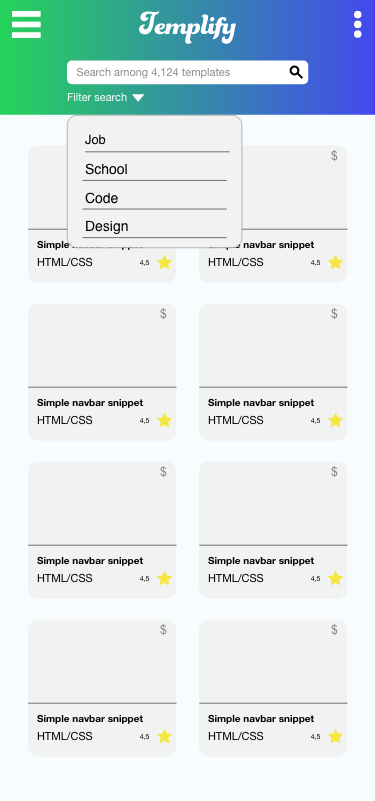 Templify
Search among 4,124 templates
Filter search
Job
School
Code
Design
$
$
Simple navbar snippet
HTML/CSS 4,5
Simple navbar snippet
HTML/CSS 4,5
$
$
Simple navbar snippet
HTML/CSS 4,5
Simple navbar snippet
HTML/CSS 4,5
$
$
Simple navbar snippet
HTML/CSS 4,5
Simple navbar snippet
HTML/CSS 4,5
$
$
Simple navbar snippet
HTML/CSS 4,5
Simple navbar snippet
HTML/CSS 4,5